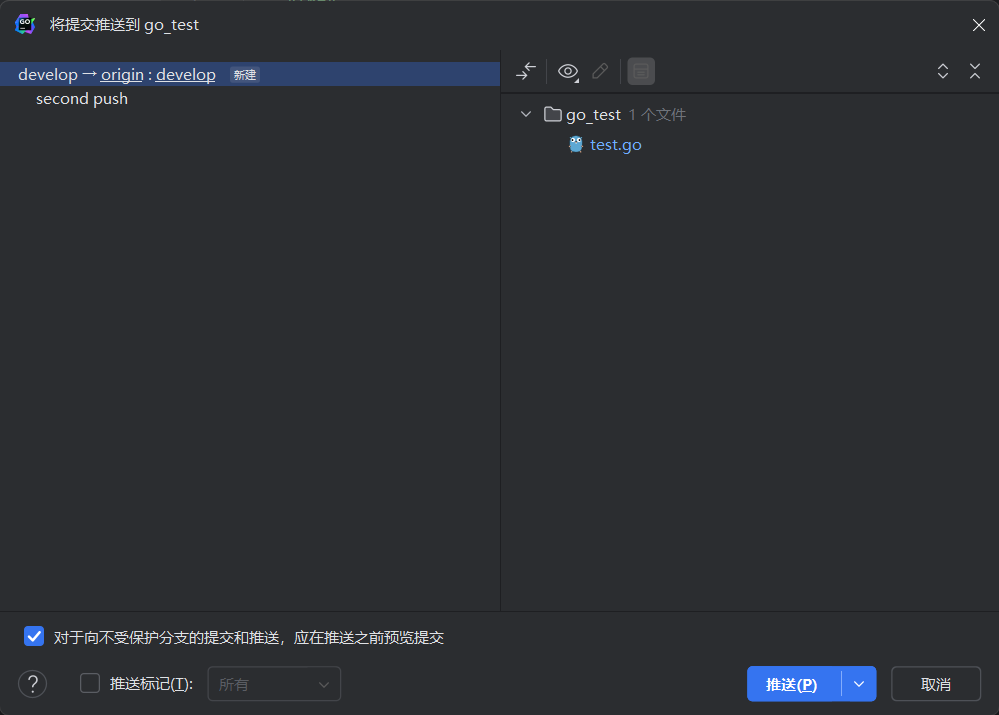 将提交推送到 go_test
develop → origin : develop 新建
second push
go_test 1 个文件
test.go
对于向不受保护分支的提交和推送，应在推送之前预览提交
? 推送标记(T): 所有
推送(P) 取消